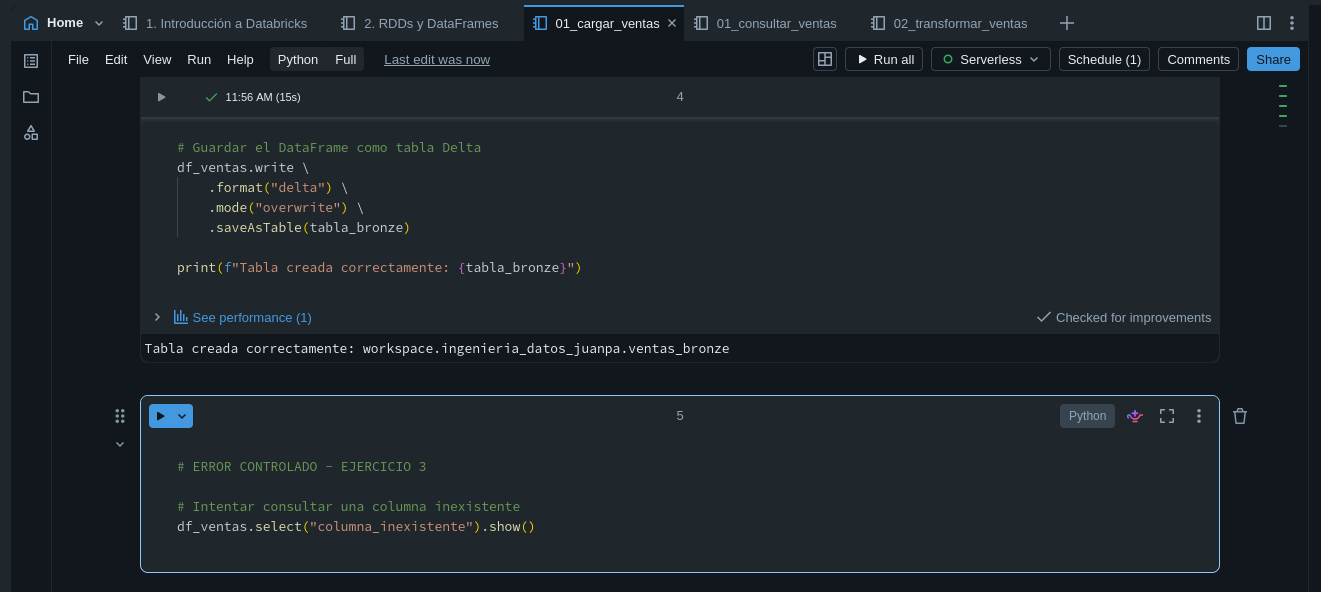 Home
1. Introducción a Databricks
2. RDDs y DataFrames
01_cargar_ventas
01_consultar_ventas
02_transformar_ventas
File Edit View Run Help Python Full Last edit was now
Run all Serverless Schedule (1) Comments Share
11:56 AM (15s)
4
# Guardar el DataFrame como tabla Delta
df_ventas.write \
    .format("delta") \
    .mode("overwrite") \
    .saveAsTable(tabla_bronze)
print(f"Tabla creada correctamente: {tabla_bronze}")
See performance (1)
Checked for improvements
Tabla creada correctamente: workspace.ingenieria_datos_juanpa.ventas_bronze
5
Python
# ERROR CONTROLADO - EJERCICIO 3
# Intentar consultar una columna inexistente
df_ventas.select("columna_inexistente").show()